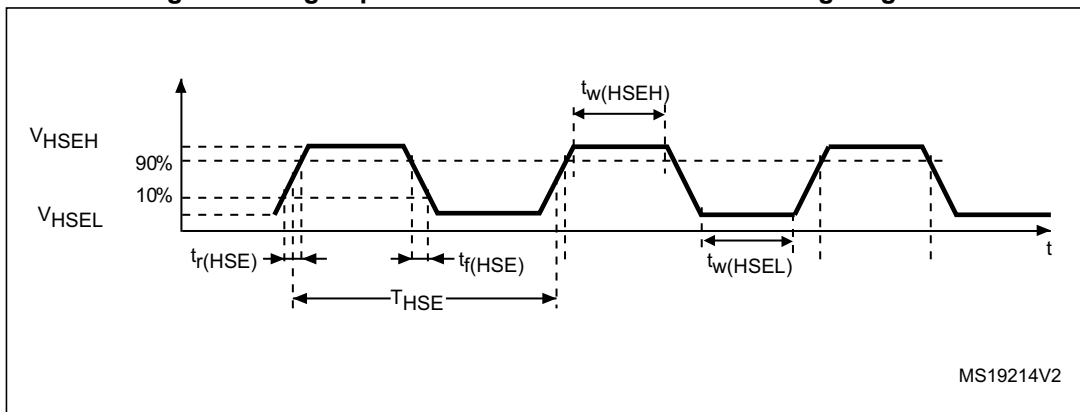 tw(HSEH)
VHSEH
90%
10%
VHSEL
tr(HSE)
tf(HSE)
tw(HSEL)
t
THSE
MS19214V2